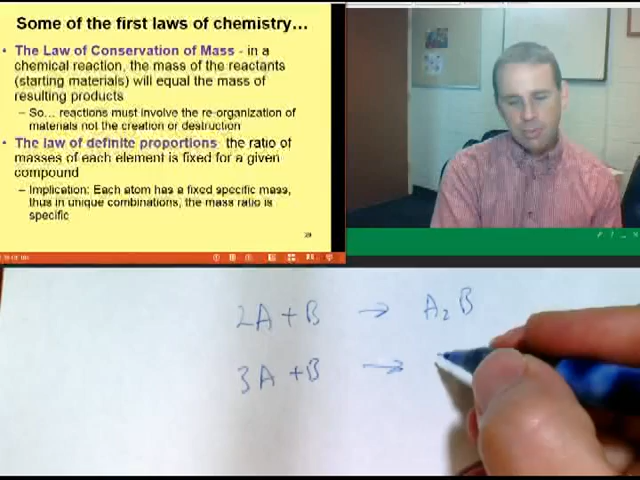 Some of the first laws of chemistry…
• The Law of Conservation of Mass - in a
chemical reaction, the mass of the reactants
(starting materials) will equal the mass of
resulting products
– So… reactions must involve the re-organization of
materials not the creation or destruction
• The law of definite proportions- the ratio of
masses of each element is fixed for a given
compound
– Implication: Each atom has a fixed specific mass,
thus in unique combinations, the mass ratio is
specific
2A + B → A₂B
3A + B →